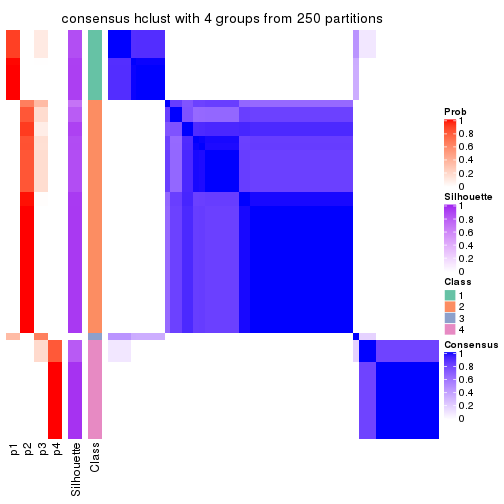 consensus hclust with 4 groups from 250 partitions
Prob
1
0.8
0.6
0.4
0.2
0
Silhouette
1
0.8
0.6
0.4
0.2
0
Class
1
2
3
4
Consensus
1
0.8
0.6
0.4
0.2
0
p1
p2
p3
p4
Silhouette
Class